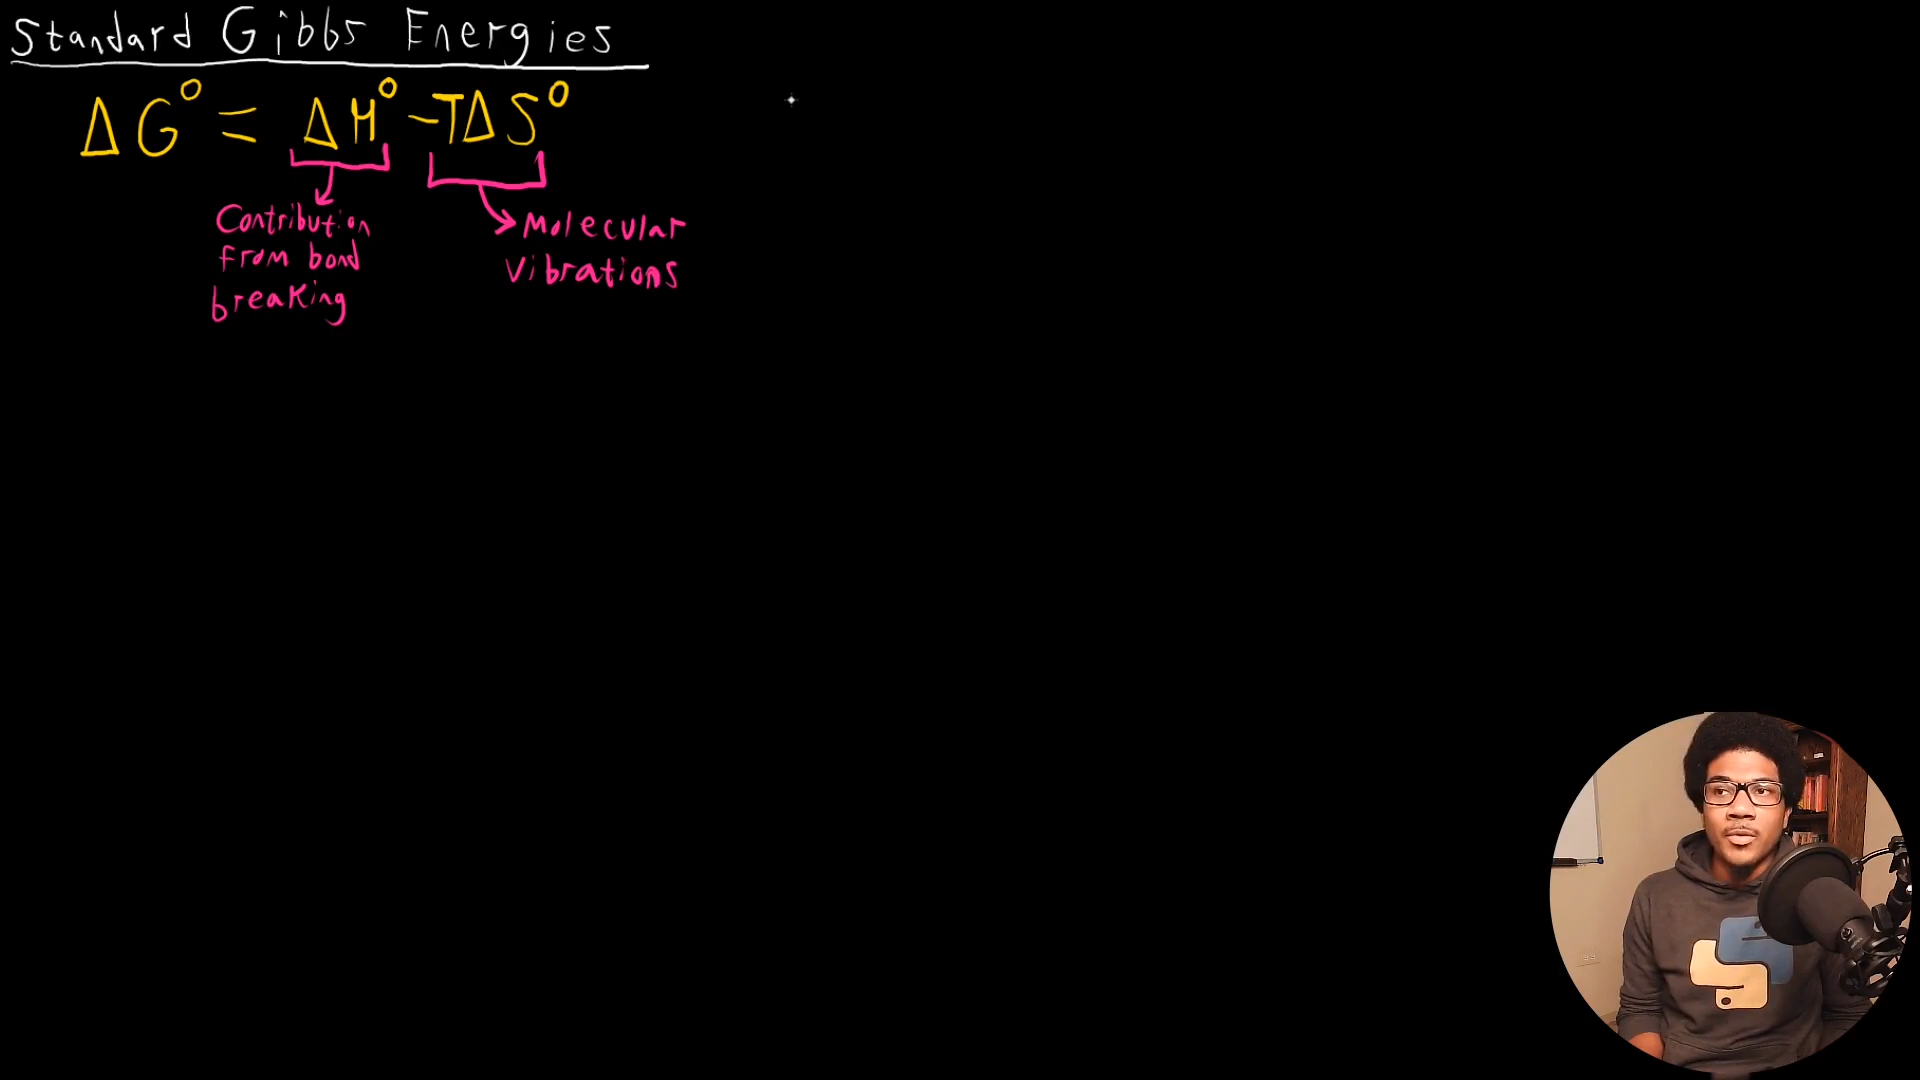 Standard Gibbs Energies
ΔG° = ΔH° - TΔS°
Contribution
from bond
breaking
Molecular
Vibrations